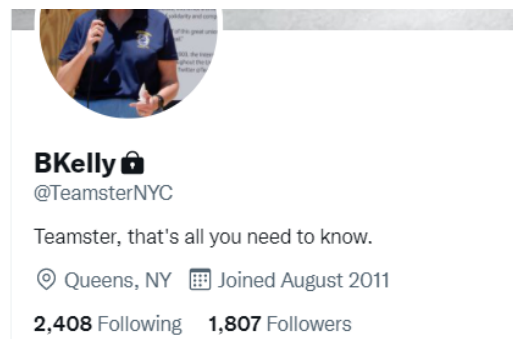 BKelly
@TeamsterNYC
Teamster, that's all you need to know.
Queens, NY Joined August 2011
2,408 Following 1,807 Followers